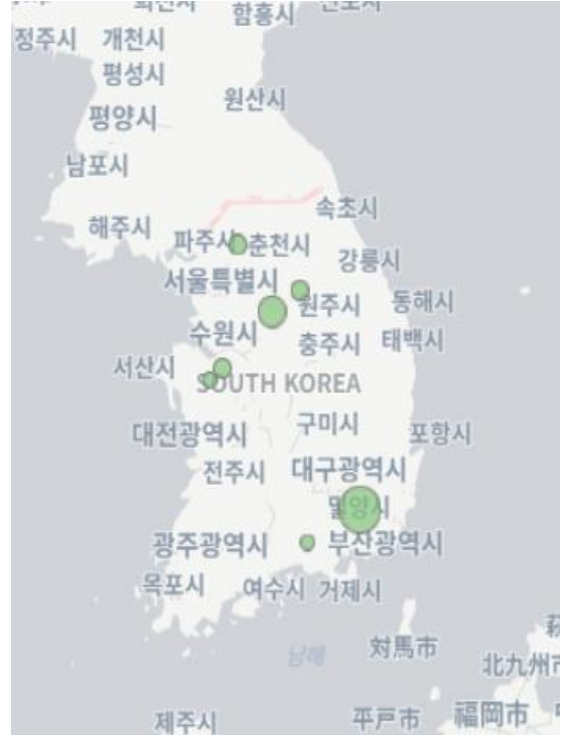 함흥시
정주시 개천시
평성시
원산시
평양시
남포시
속초시
해주시
파주시 춘천시
강릉시
서울특별시
원주시 동해시
수원시
충주시 태백시
서산시
SOUTH KOREA
구미시
대전광역시 포항시
전주시 대구광역시
밀양시
광주광역시 부산광역시
옥포시 여수시 거제시
남해
対馬市
北九州市
제주시 平戸市 福岡市